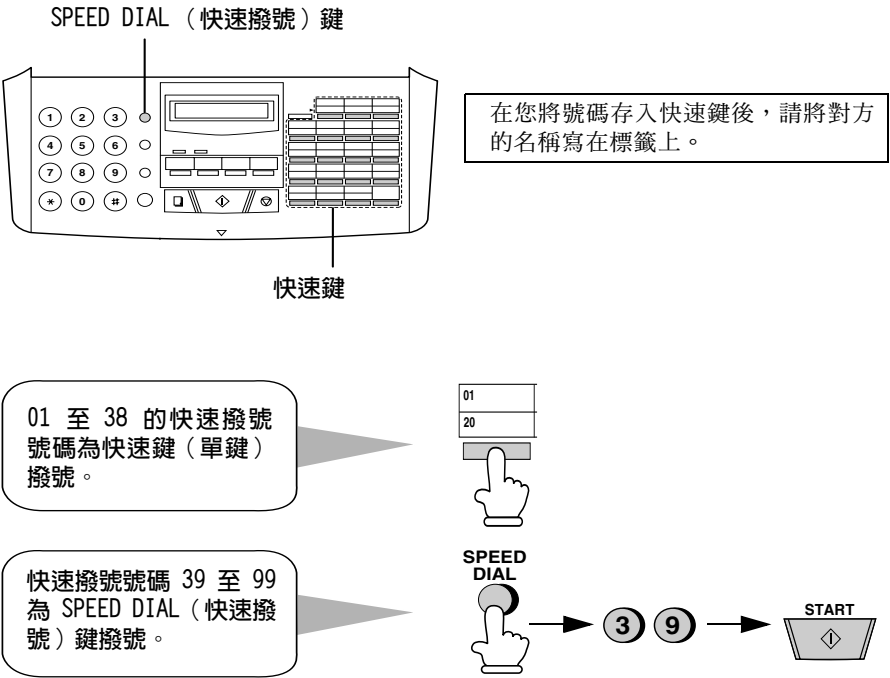 SPEED DIAL（快速撥號）鍵
1 2 3
4 5 6
7 8 9
* 0 #
在您將號碼存入快速鍵後，請將對方
的名稱寫在標籤上。
快速鍵
01 至 38 的快速撥號
號碼為快速鍵（單鍵）
撥號。
01
20
快速撥號號碼 39 至 99
為 SPEED DIAL（快速撥
號）鍵撥號。
SPEED
DIAL
3 9
START